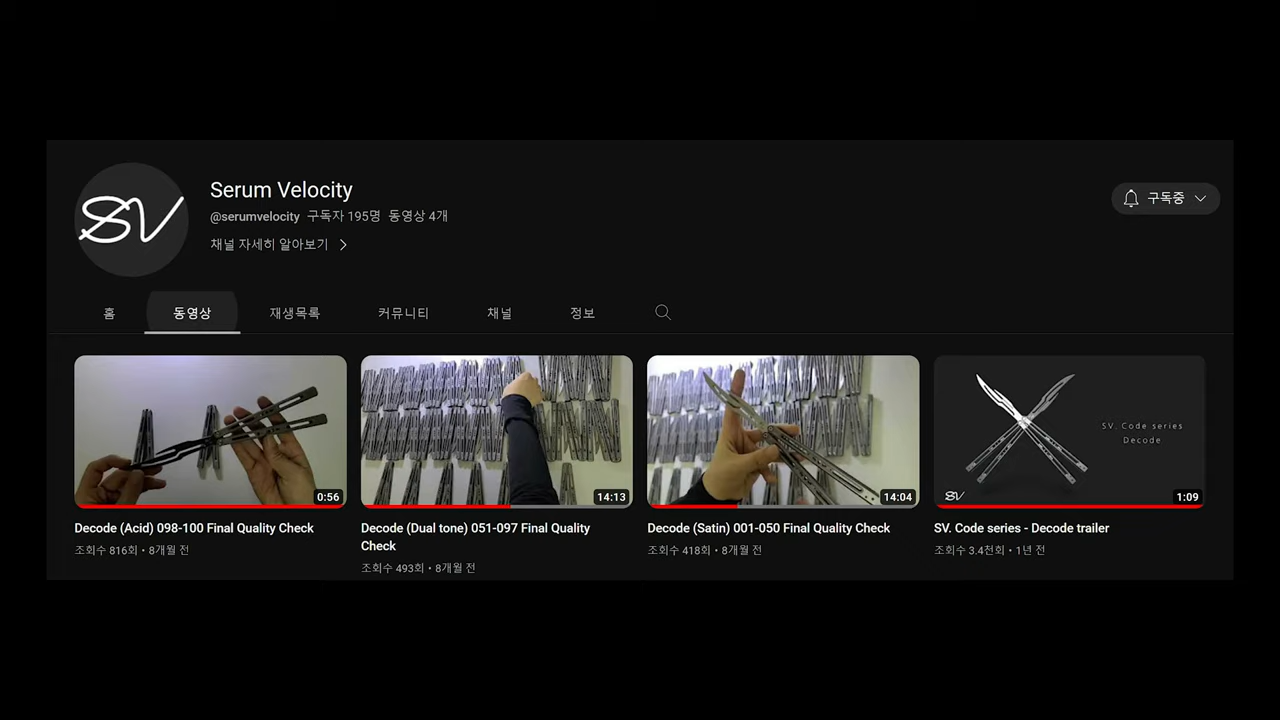 SV
Serum Velocity
@serumvelocity 구독자 195명 동영상 4개
채널 자세히 알아보기
구독중
홈 동영상 재생목록 커뮤니티 채널 정보
0:56
14:13
14:04
SV. Code series
Decode
SV
1:09
Decode (Acid) 098-100 Final Quality Check
조회수 816회 • 8개월 전
Decode (Dual tone) 051-097 Final Quality
Check
조회수 493회 • 8개월 전
Decode (Satin) 001-050 Final Quality Check
조회수 418회 • 8개월 전
SV. Code series - Decode trailer
조회수 3.4천회 • 1년 전